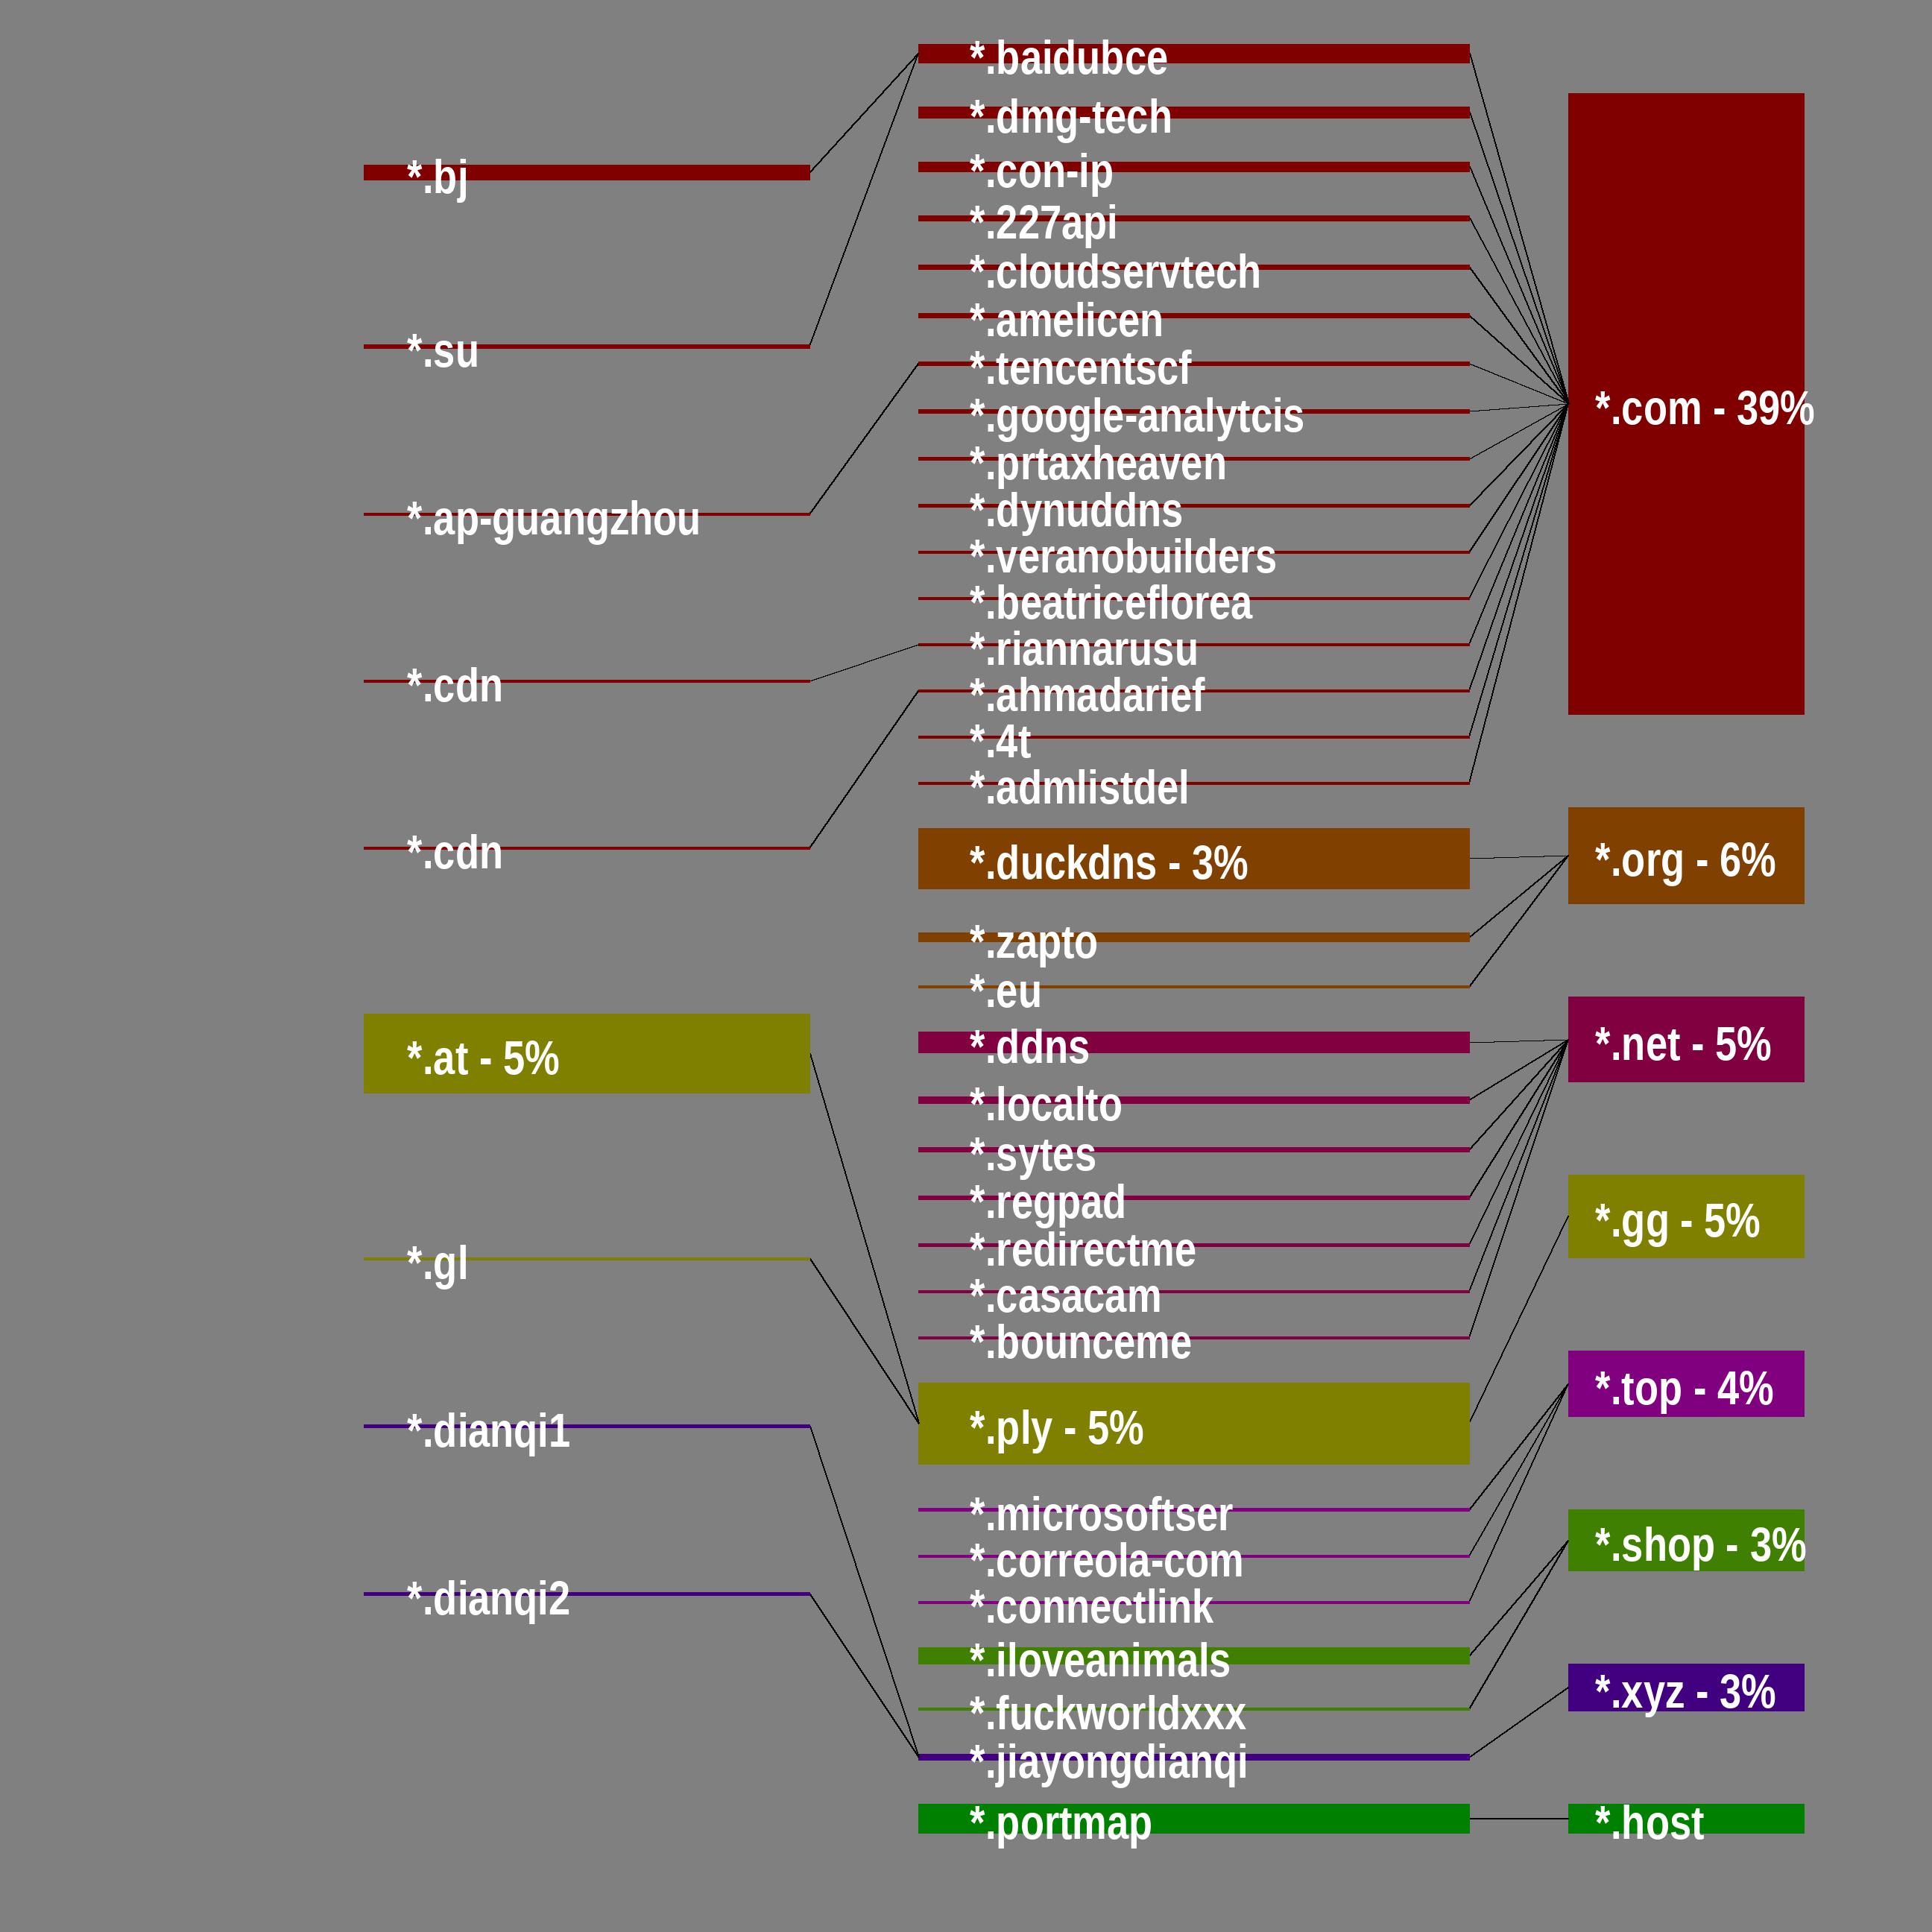 *.bj
*.su
*.ap-guangzhou
*.cdn
*.cdn
*.at - 5%
*.gl
*.dianqi1
*.dianqi2
*.baidubce
*.dmg-tech
*.con-ip
*.227api
*.cloudservtech
*.amelicen
*.tencentscf
*.google-analytcis
*.prtaxheaven
*.dynuddns
*.veranobuilders
*.beatriceflorea
*.riannarusu
*.ahmadarief
*.4t
*.admlistdel
*.duckdns - 3%
*.zapto
*.eu
*.ddns
*.localto
*.sytes
*.regpad
*.redirectme
*.casacam
*.bounceme
*.ply - 5%
*.microsoftser
*.correola-com
*.connectlink
*.iloveanimals
*.fuckworldxxx
*.jiayongdianqi
*.portmap
*.com - 39%
*.org - 6%
*.net - 5%
*.gg - 5%
*.top - 4%
*.shop - 3%
*.xyz - 3%
*.host